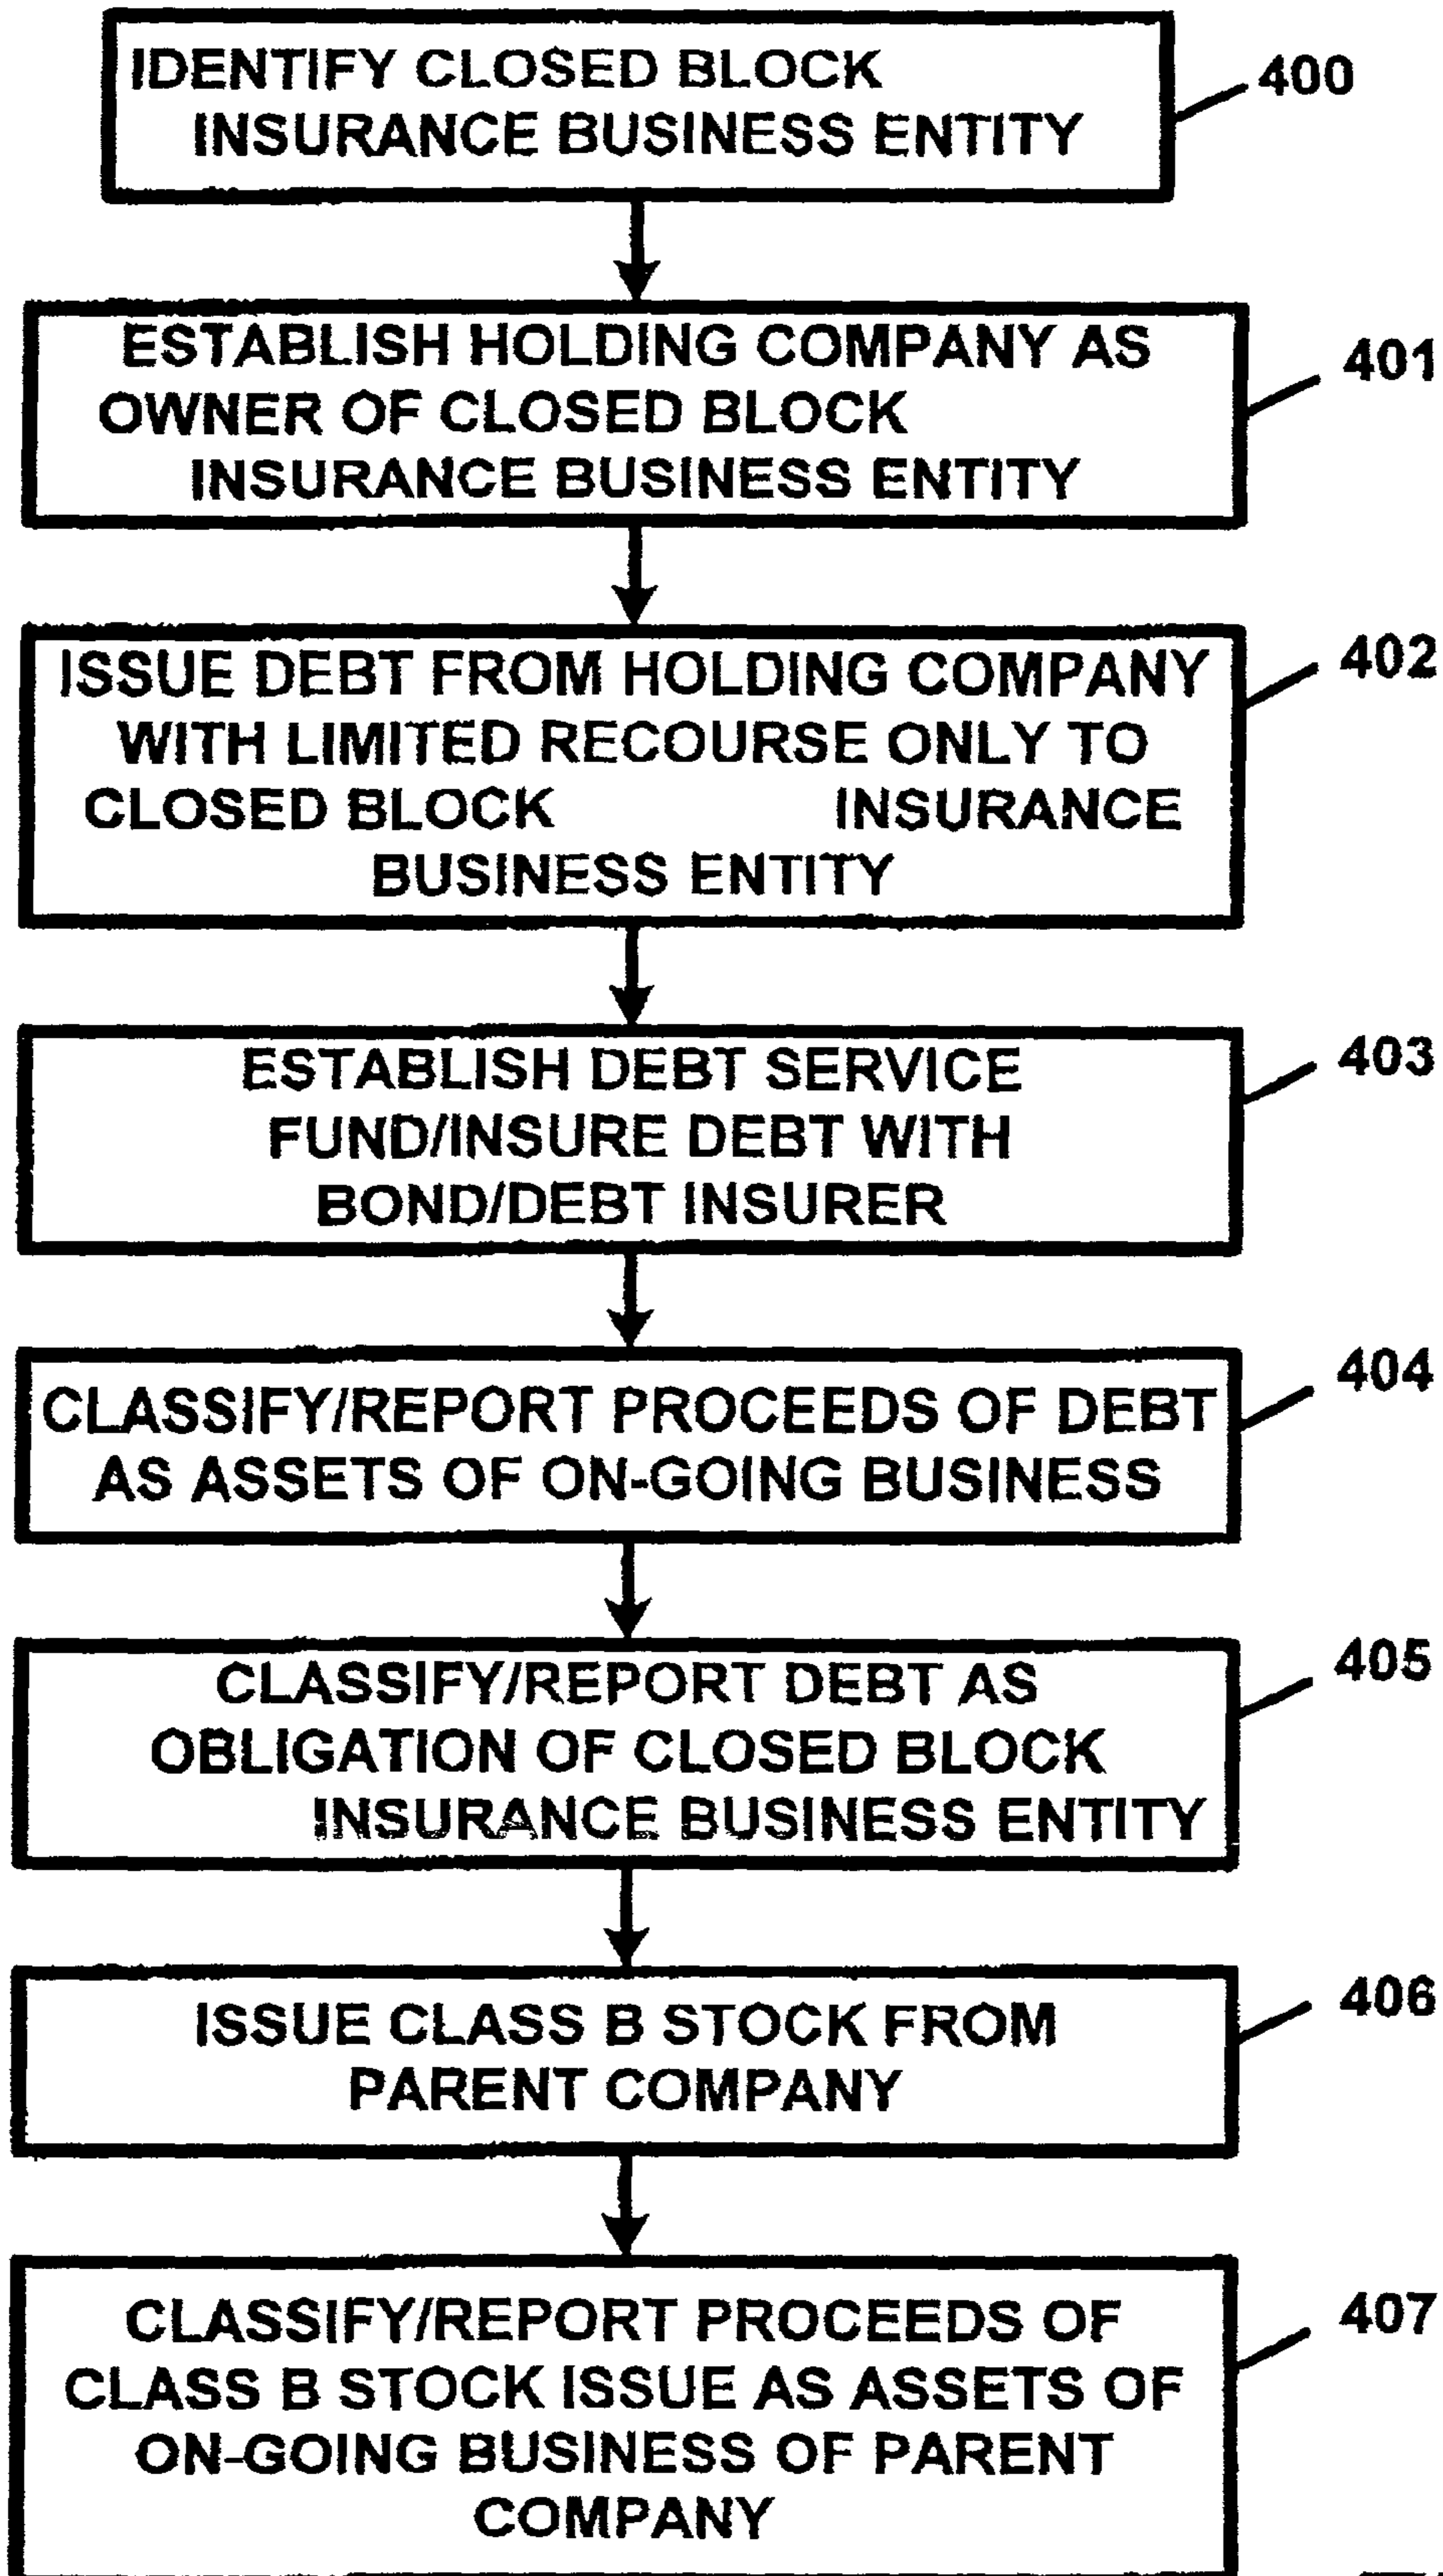 IDENTIFY CLOSED BLOCK
INSURANCE BUSINESS ENTITY
400
ESTABLISH HOLDING COMPANY AS
OWNER OF CLOSED BLOCK
INSURANCE BUSINESS ENTITY
401
ISSUE DEBT FROM HOLDING COMPANY
WITH LIMITED RECOURSE ONLY TO
CLOSED BLOCK INSURANCE
BUSINESS ENTITY
402
ESTABLISH DEBT SERVICE
FUND/INSURE DEBT WITH
BOND/DEBT INSURER
403
CLASSIFY/REPORT PROCEEDS OF DEBT
AS ASSETS OF ON-GOING BUSINESS
404
CLASSIFY/REPORT DEBT AS
OBLIGATION OF CLOSED BLOCK
INSURANCE BUSINESS ENTITY
405
ISSUE CLASS B STOCK FROM
PARENT COMPANY
406
CLASSIFY/REPORT PROCEEDS OF
CLASS B STOCK ISSUE AS ASSETS OF
ON-GOING BUSINESS OF PARENT
COMPANY
407